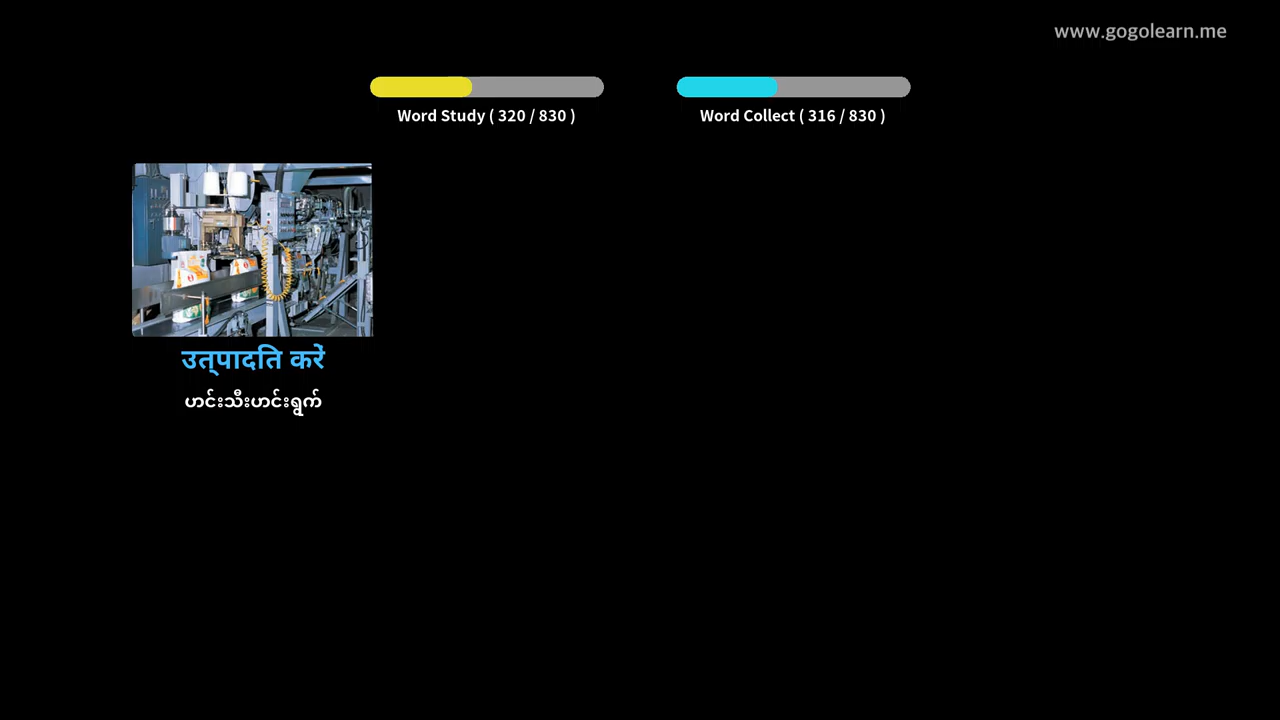 www.gogolearn.me
Word Study ( 320 / 830 )
Word Collect ( 316 / 830 )
उत्पादति करें
ဟင်းသီးဟင်းရွက်